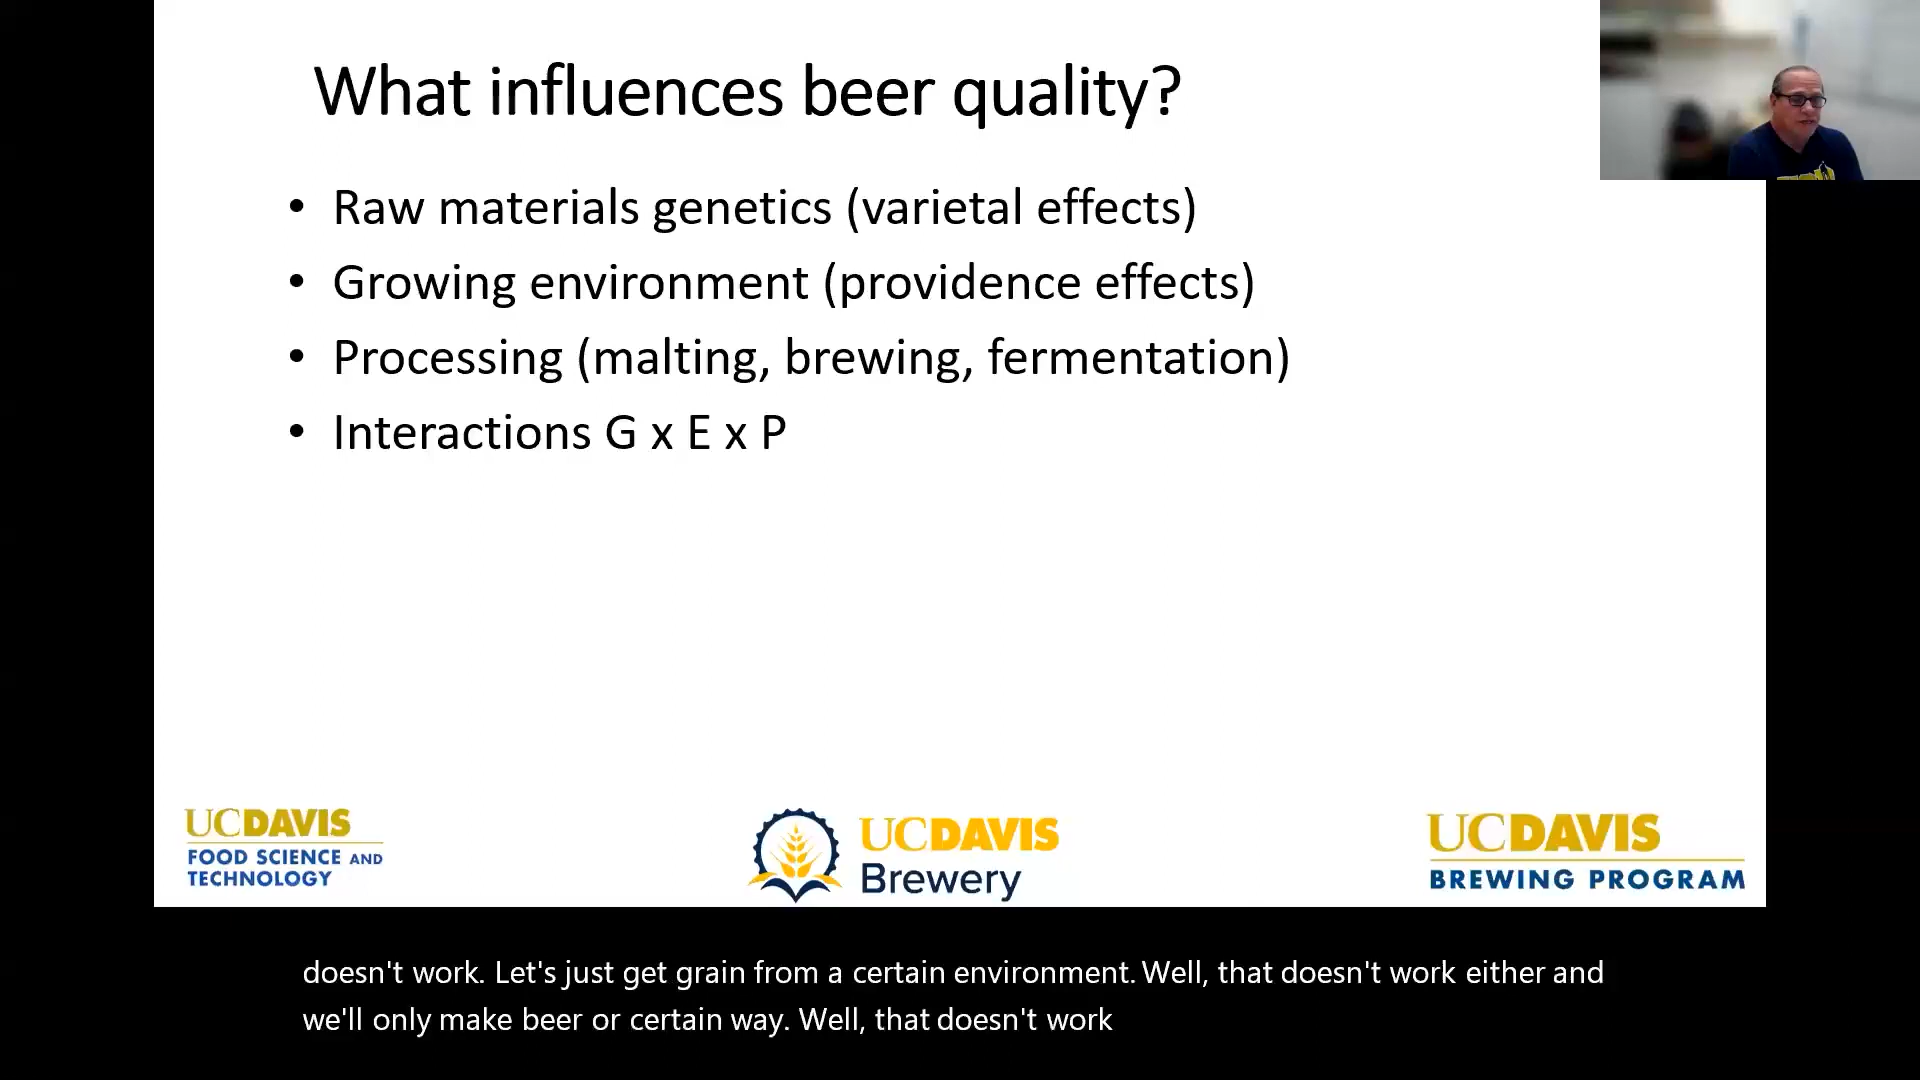 What influences beer quality?
• Raw materials genetics (varietal effects)
• Growing environment (providence effects)
• Processing (malting, brewing, fermentation)
• Interactions G x E x P
UCDAVIS
FOOD SCIENCE AND
TECHNOLOGY
UCDAVIS
Brewery
UCDAVIS
BREWING PROGRAM
doesn't work. Let's just get grain from a certain environment. Well, that doesn't work either and
we'll only make beer or certain way. Well, that doesn't work